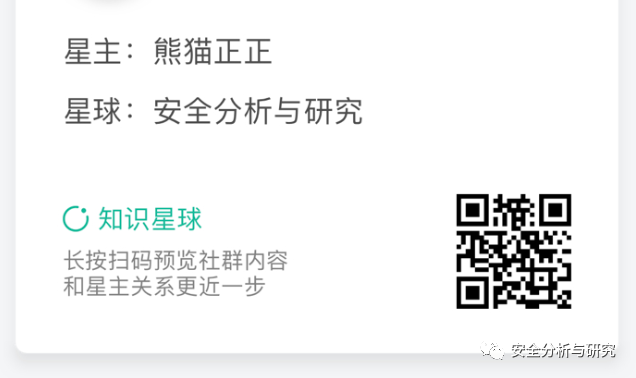 星主：熊猫正正
星球：安全分析与研究
知识星球
长按扫码预览社群内容
和星主关系更近一步
安全分析与研究